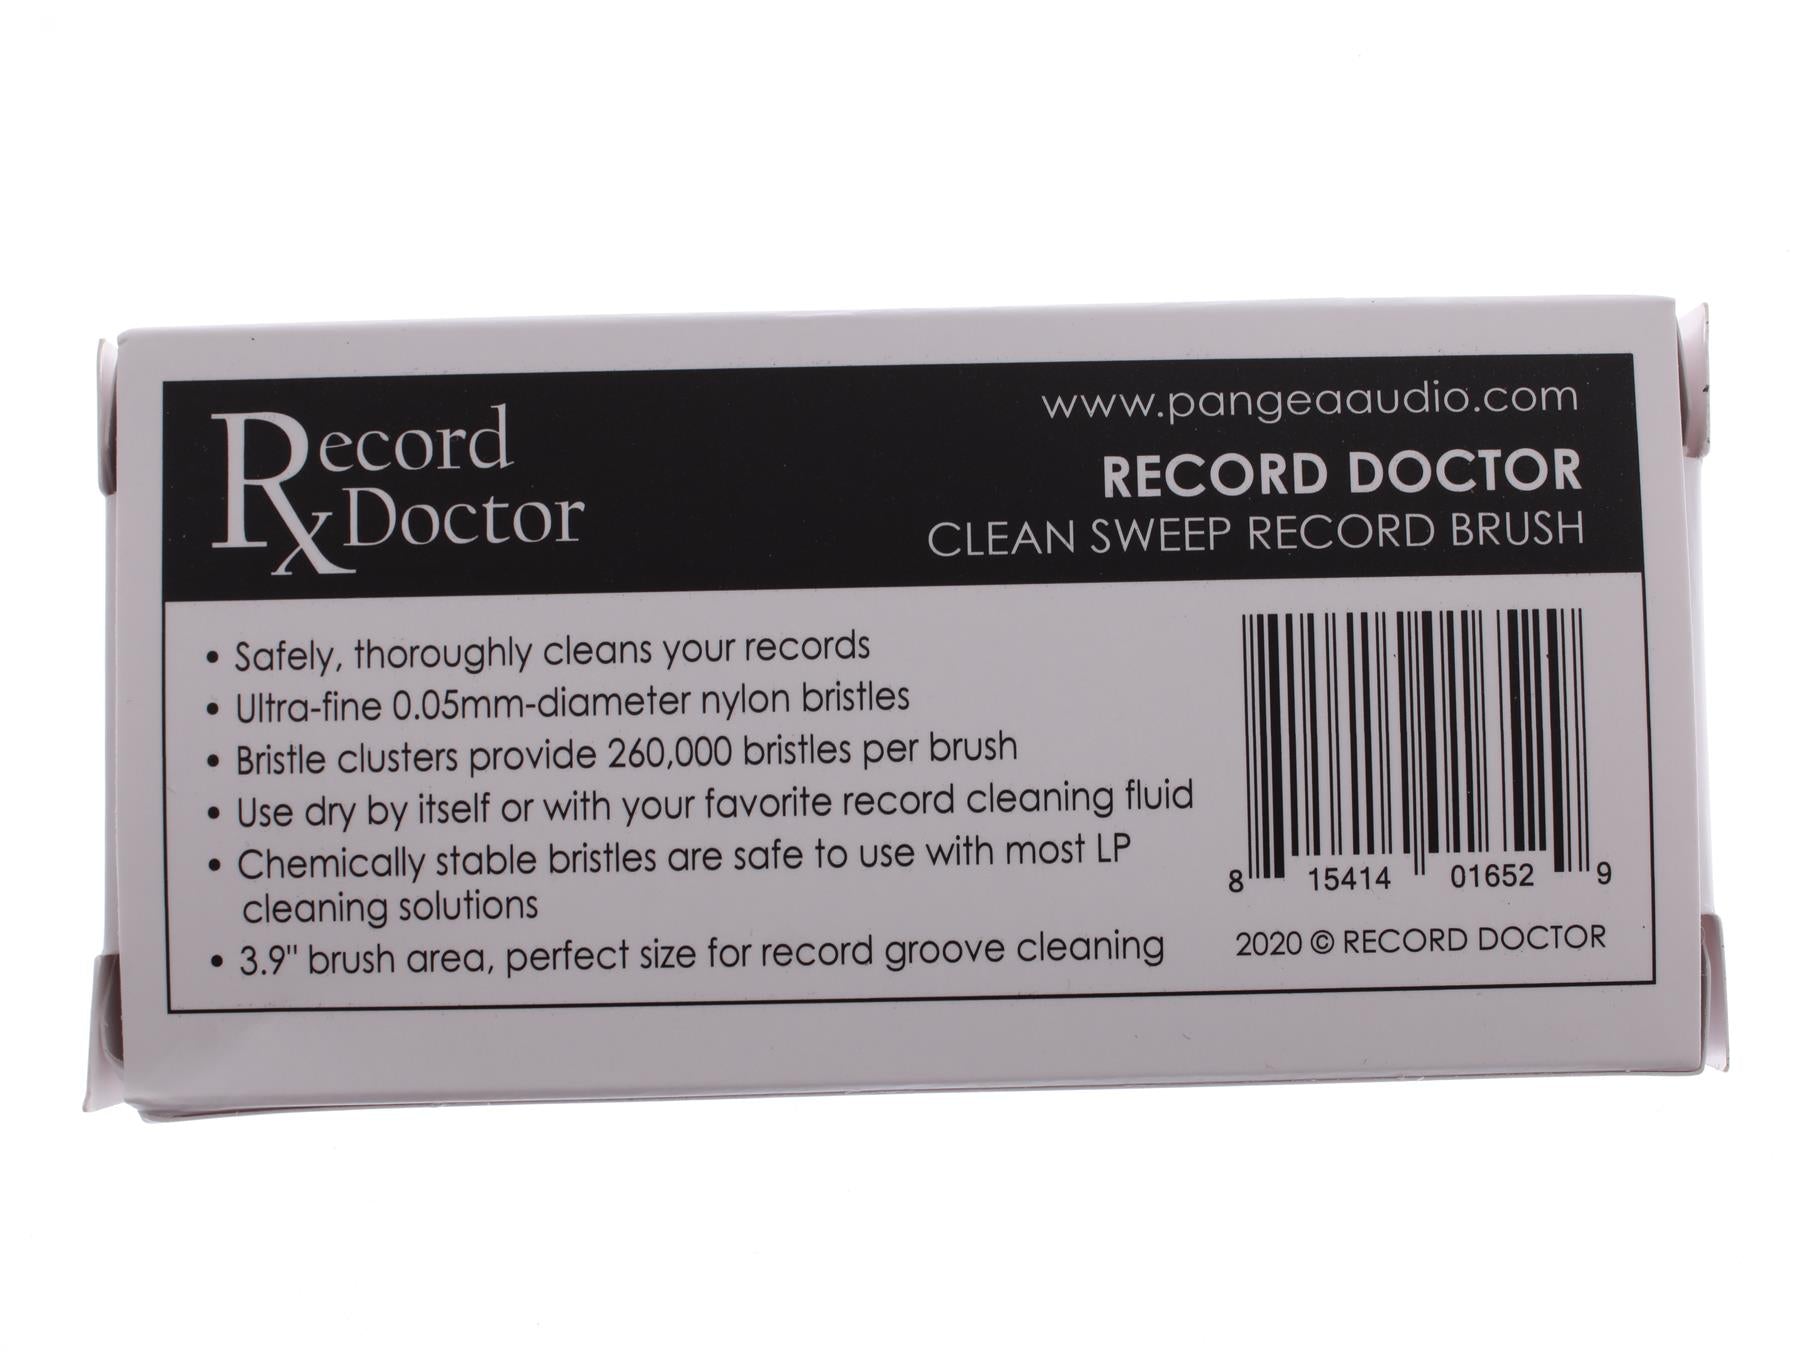 Record
Doctor
www.pangeaaudio.com
RECORD DOCTOR
CLEAN SWEEP RECORD BRUSH
• Safely, thoroughly cleans your records
• Ultra-fine 0.05mm-diameter nylon bristles
• Bristle clusters provide 260,000 bristles per brush
• Use dry by itself or with your favorite record cleaning fluid
• Chemically stable bristles are safe to use with most LP
cleaning solutions
• 3.9" brush area, perfect size for record groove cleaning
8 15414 01652 9
2020 © RECORD DOCTOR